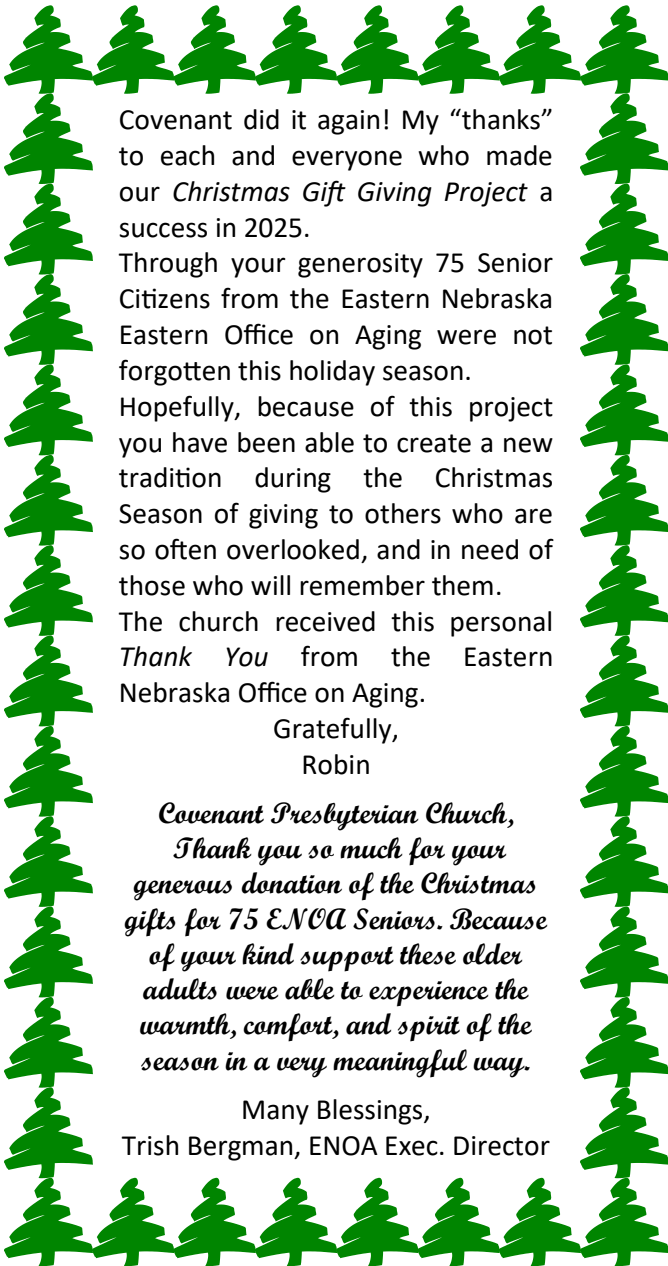 Covenant did it again! My “thanks”
to each and everyone who made
our Christmas Gift Giving Project a
success in 2025.
Through your generosity 75 Senior
Citizens from the Eastern Nebraska
Eastern Office on Aging were not
forgotten this holiday season.
Hopefully, because of this project
you have been able to create a new
tradition during the Christmas
Season of giving to others who are
so often overlooked, and in need of
those who will remember them.
The church received this personal
Thank You from the Eastern
Nebraska Office on Aging.
Gratefully,
Robin
Covenant Presbyterian Church,
Thank you so much for your
generous donation of the Christmas
gifts for 75 ENOA Seniors. Because
of your kind support these older
adults were able to experience the
warmth, comfort, and spirit of the
season in a very meaningful way.
Many Blessings,
Trish Bergman, ENOA Exec. Director